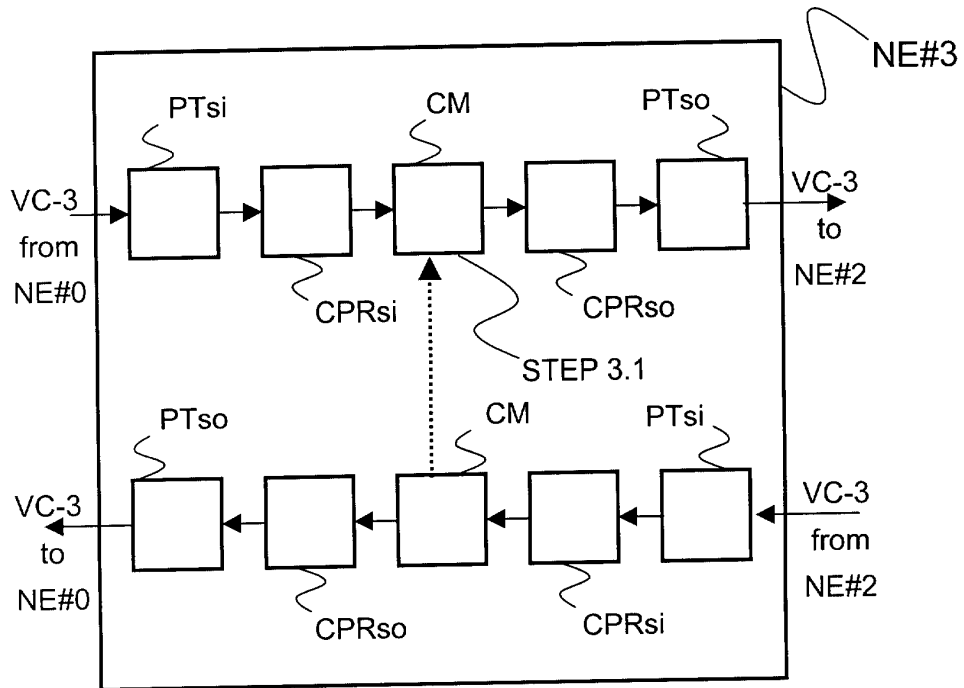 NE#3
PTsi
CM
PTso
VC-3
from
NE#0
VC-3
to
NE#2
CPRsi
CPRso
STEP 3.1
PTso
CM
PTsi
VC-3
to
NE#0
VC-3
from
NE#2
CPRso
CPRsi